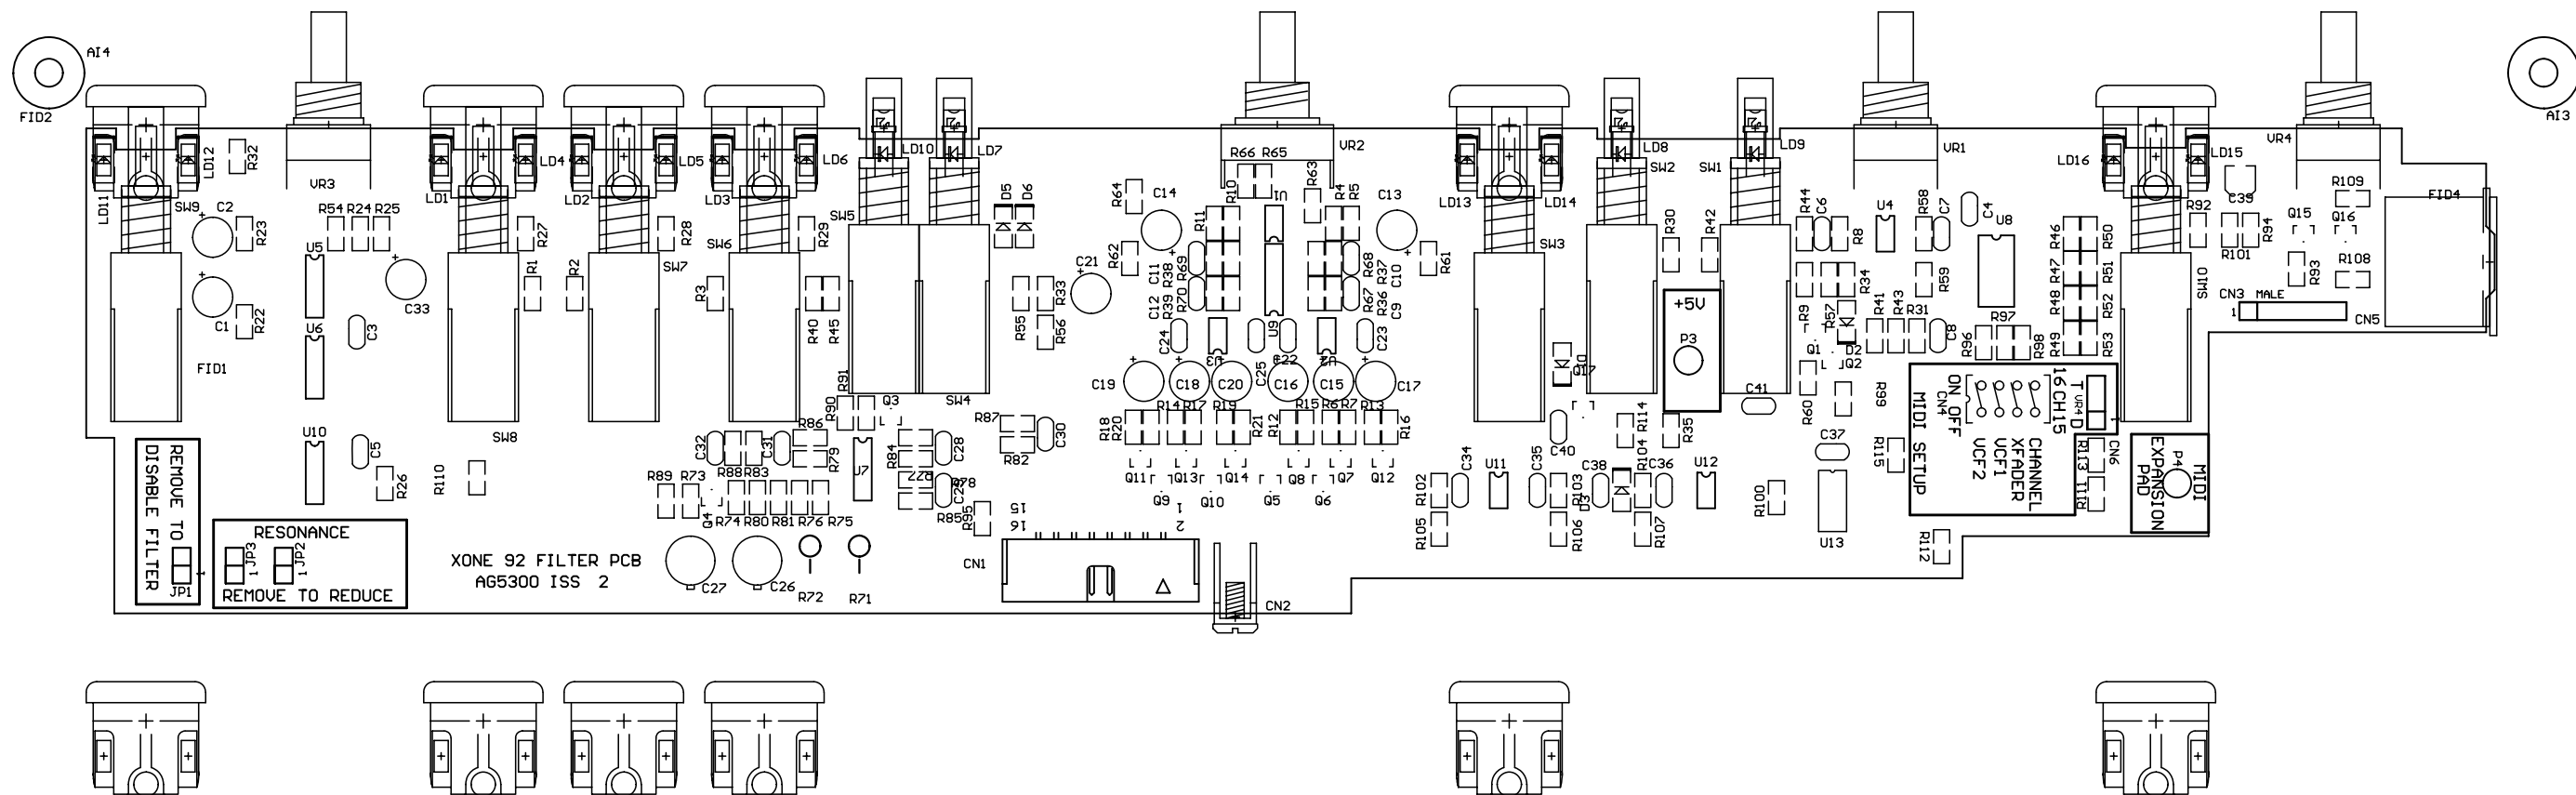 AI4
FID2
AI3
LD12
R32
VR3
LD4
LD5
LD6
LD10
LD7
R66 R65
VR2
LD8
SW2
SW1
LD9
VR1
LD16
LD15
VR4
LD11
SW9
C2
R23
R54
R24
R25
LD1
R27
LD2
R28
LD3
R29
SW5
D5
D6
R64
C14
R10
U1
R63
R4
R5
C13
LD13
LD14
R30
R42
R44
C6
R8
U4
R58
C7
C4
U8
R92
C39
R94
R101
R109
Q15
Q16
FID4
U5
C33
R1
R2
SW7
SW6
R3
R40
R45
R55
R33
R56
C21
R62
R11
C11
R69
R38
C12
R70
R39
R68
R37
C10
R67
R36
C9
R61
SW3
R34
R59
R46
R50
R47
R51
R48
R52
R49
R53
SW10
R93
R108
CN3
MALE
1
CN5
C1
R22
U6
C3
FID1
C24
U3
U9
C22
C25
U2
C23
+5V
P3
R9
R57
D2
Q1
Q2
R41
R43
R31
C8
R96
R97
R98
C19
C18
C20
C16
C15
C17
Q17
C41
R60
R99
R91
R90
Q3
SW4
SW8
R14
R17
R19
R15
R6
R7
R13
R18
R20
R21
R12
R16
R114
R35
C40
U10
C5
R26
R110
C32
R88
R83
C31
R86
R79
U7
R84
R87
R82
C28
C30
R77
R78
C29
R85
R95
R89
R73
Q4
R74
R80
R81
R76
R75
Q11
Q13
Q14
Q8
Q7
Q12
Q9
Q10
Q5
Q6
R102
C34
U11
C35
R103
C38
D3
R104
C36
U12
R105
R106
R107
R100
C37
U13
R115
R112
R113
CN6
R111
MIDI SETUP
CN4
ON OFF
VCF2
VCF1
XFADER
CHANNEL
16 CH15
T VR4 D
1
MIDI
P4
EXPANSION
PAD
REMOVE TO
DISABLE FILTER
JP1
1
RESONANCE
JP3
1
JP2
1
REMOVE TO REDUCE
XONE 92 FILTER PCB
AG5300 ISS 2
C27
C26
R72
R71
15
16
1
2
CN1
CN2